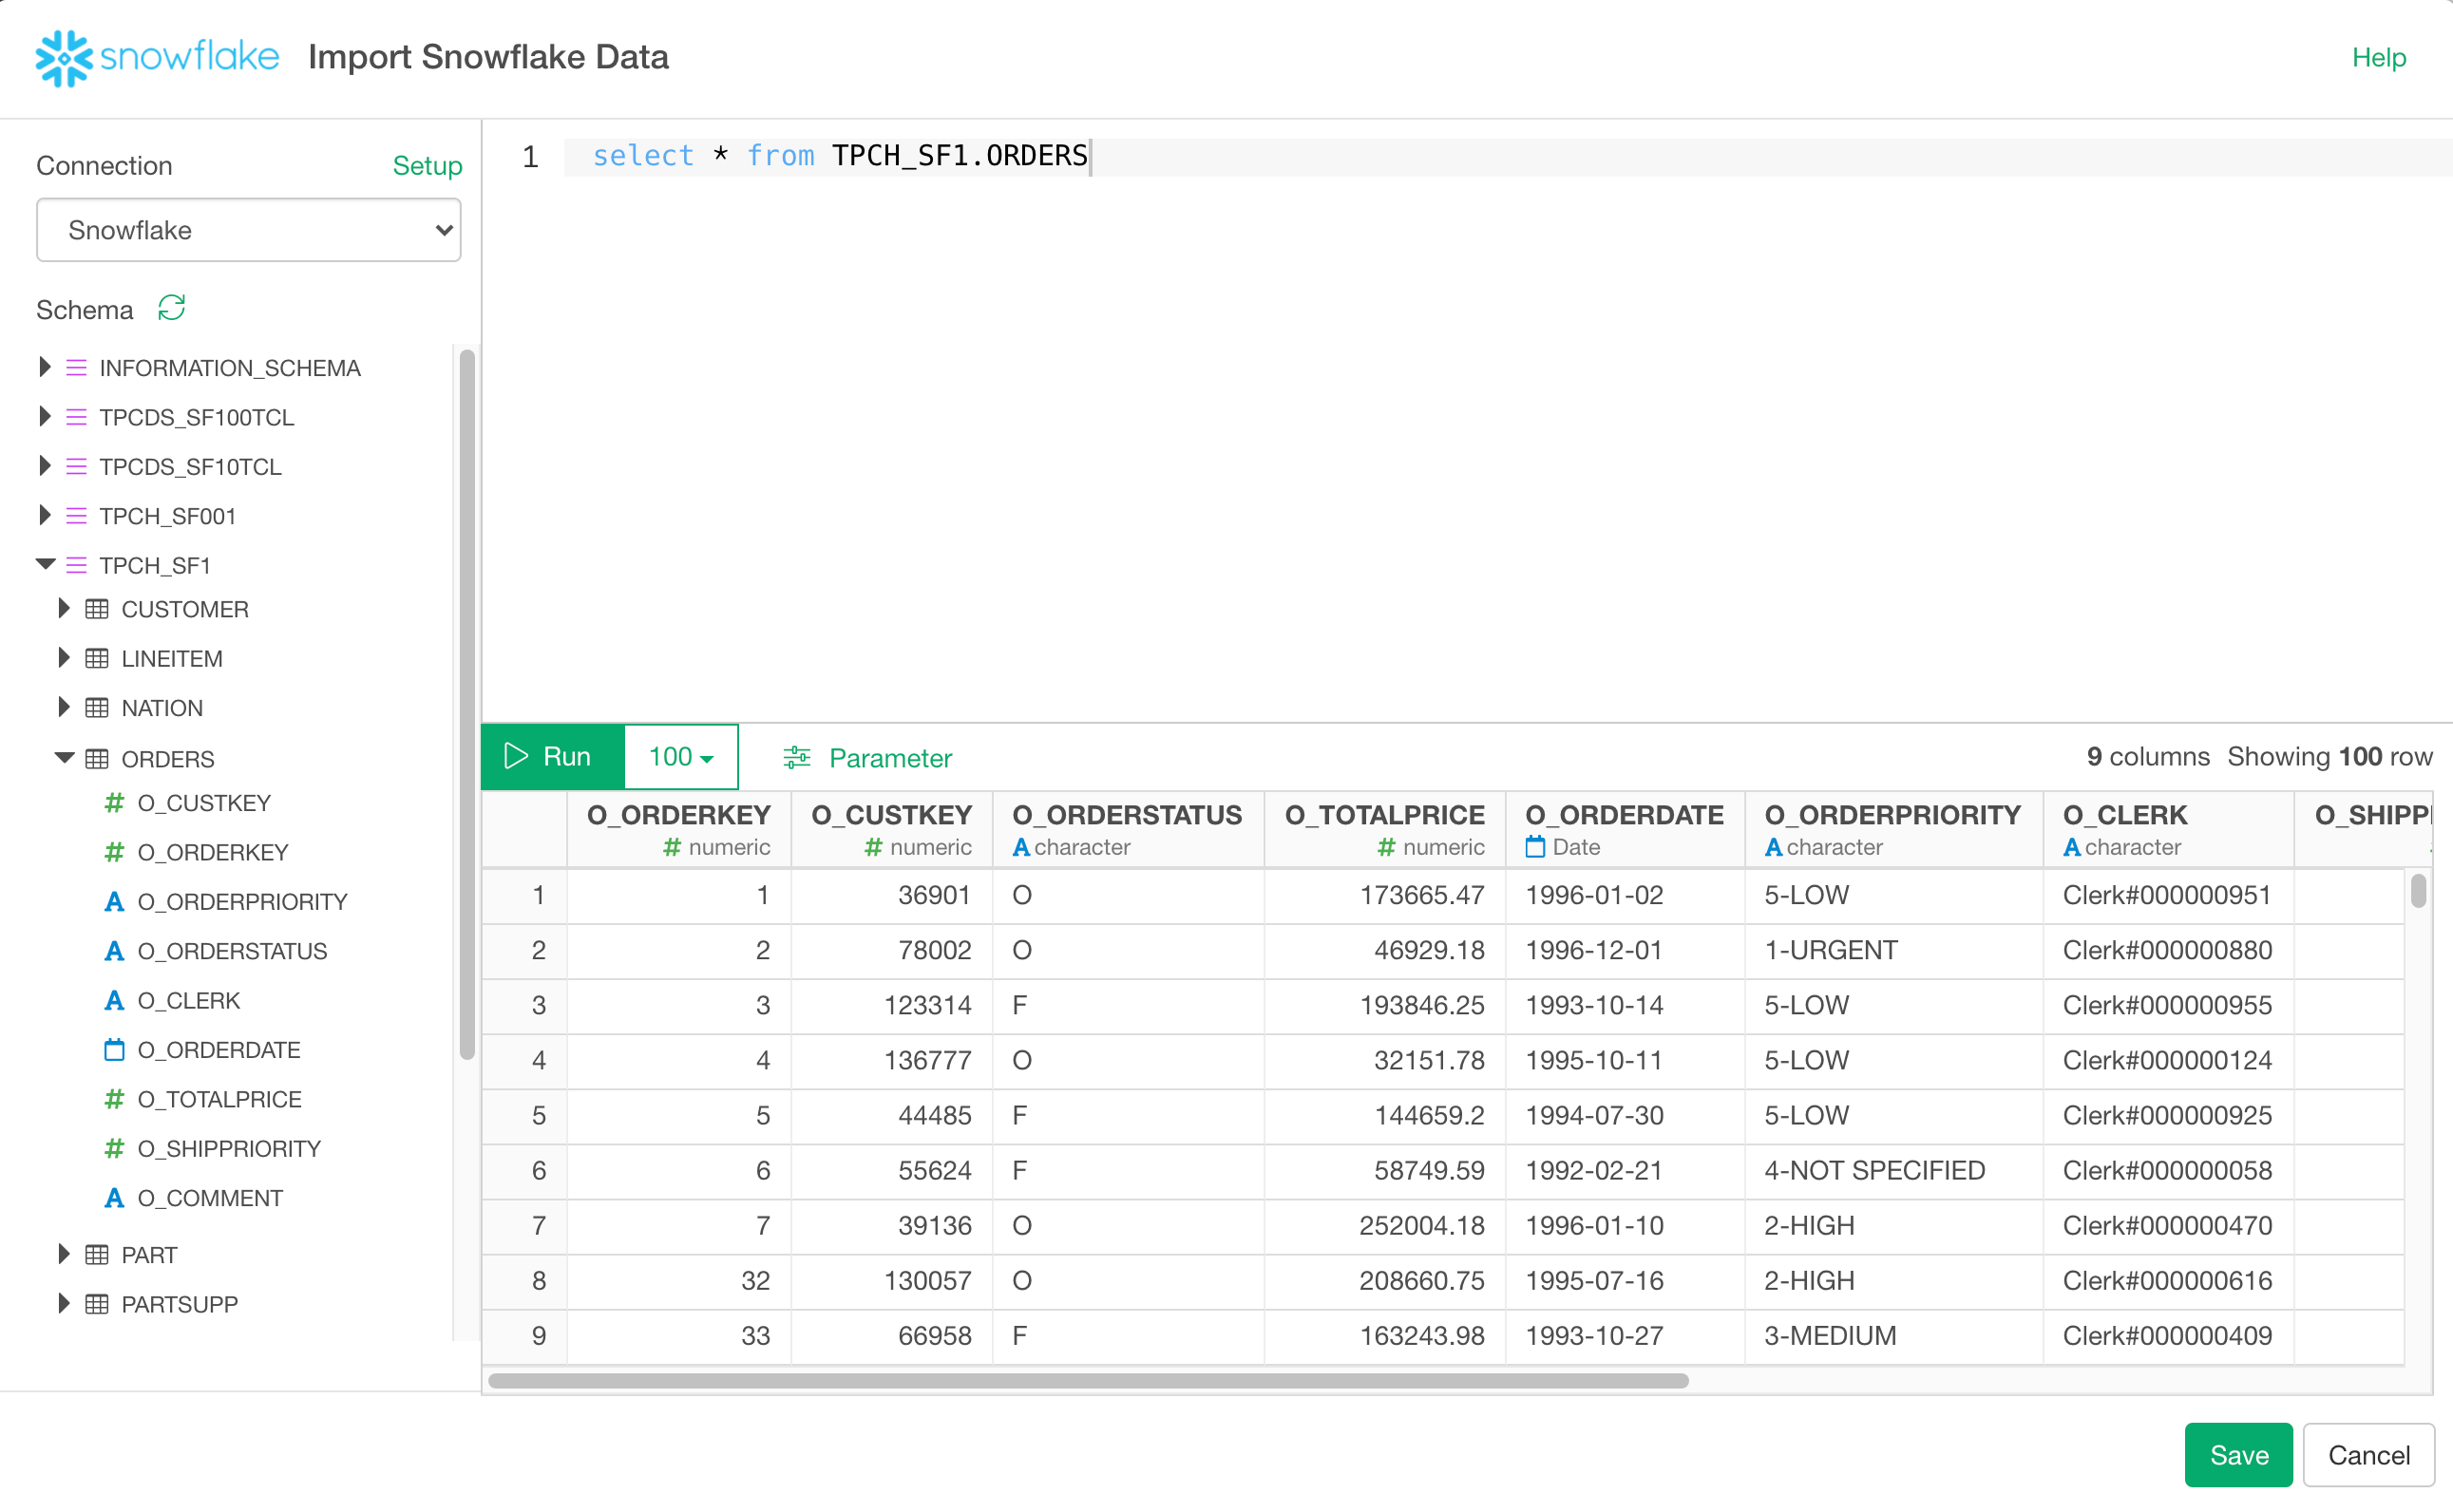 snowflake Import Snowflake Data Help
Connection Setup
Snowflake
Schema
INFORMATION_SCHEMA
TPCDS_SF100TCL
TPCDS_SF10TCL
TPCH_SF001
TPCH_SF1
CUSTOMER
LINEITEM
NATION
ORDERS
# O_CUSTKEY
# O_ORDERKEY
A O_ORDERPRIORITY
A O_ORDERSTATUS
A O_CLERK
O_ORDERDATE
# O_TOTALPRICE
# O_SHIPPRIORITY
A O_COMMENT
PART
PARTSUPP
1 select * from TPCH_SF1.ORDERS
Run 100 Parameter 9 columns Showing 100 row
O_ORDERKEY O_CUSTKEY O_ORDERSTATUS O_TOTALPRICE O_ORDERDATE O_ORDERPRIORITY O_CLERK O_SHIPP
# numeric # numeric A character # numeric Date A character A character
1 1 36901 O 173665.47 1996-01-02 5-LOW Clerk#000000951
2 2 78002 O 46929.18 1996-12-01 1-URGENT Clerk#000000880
3 3 123314 F 193846.25 1993-10-14 5-LOW Clerk#000000955
4 4 136777 O 32151.78 1995-10-11 5-LOW Clerk#000000124
5 5 44485 F 144659.2 1994-07-30 5-LOW Clerk#000000925
6 6 55624 F 58749.59 1992-02-21 4-NOT SPECIFIED Clerk#000000058
7 7 39136 O 252004.18 1996-01-10 2-HIGH Clerk#000000470
8 32 130057 O 208660.75 1995-07-16 2-HIGH Clerk#000000616
9 33 66958 F 163243.98 1993-10-27 3-MEDIUM Clerk#000000409
Save Cancel